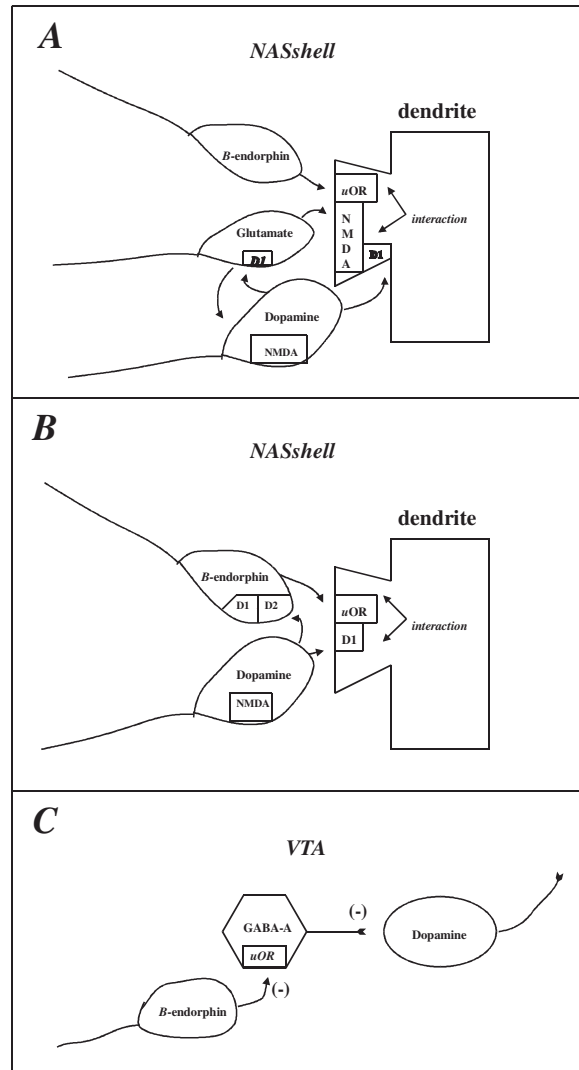 A
NASshell
dendrite
B-endorphin
uOR
interaction
N
M
D
A
Glutamate
D1
D1
Dopamine
NMDA
B
NASshell
dendrite
B-endorphin
D1 D2
uOR
interaction
D1
Dopamine
NMDA
C
VTA
(-)
GABA-A
uOR
Dopamine
(-)
B-endorphin